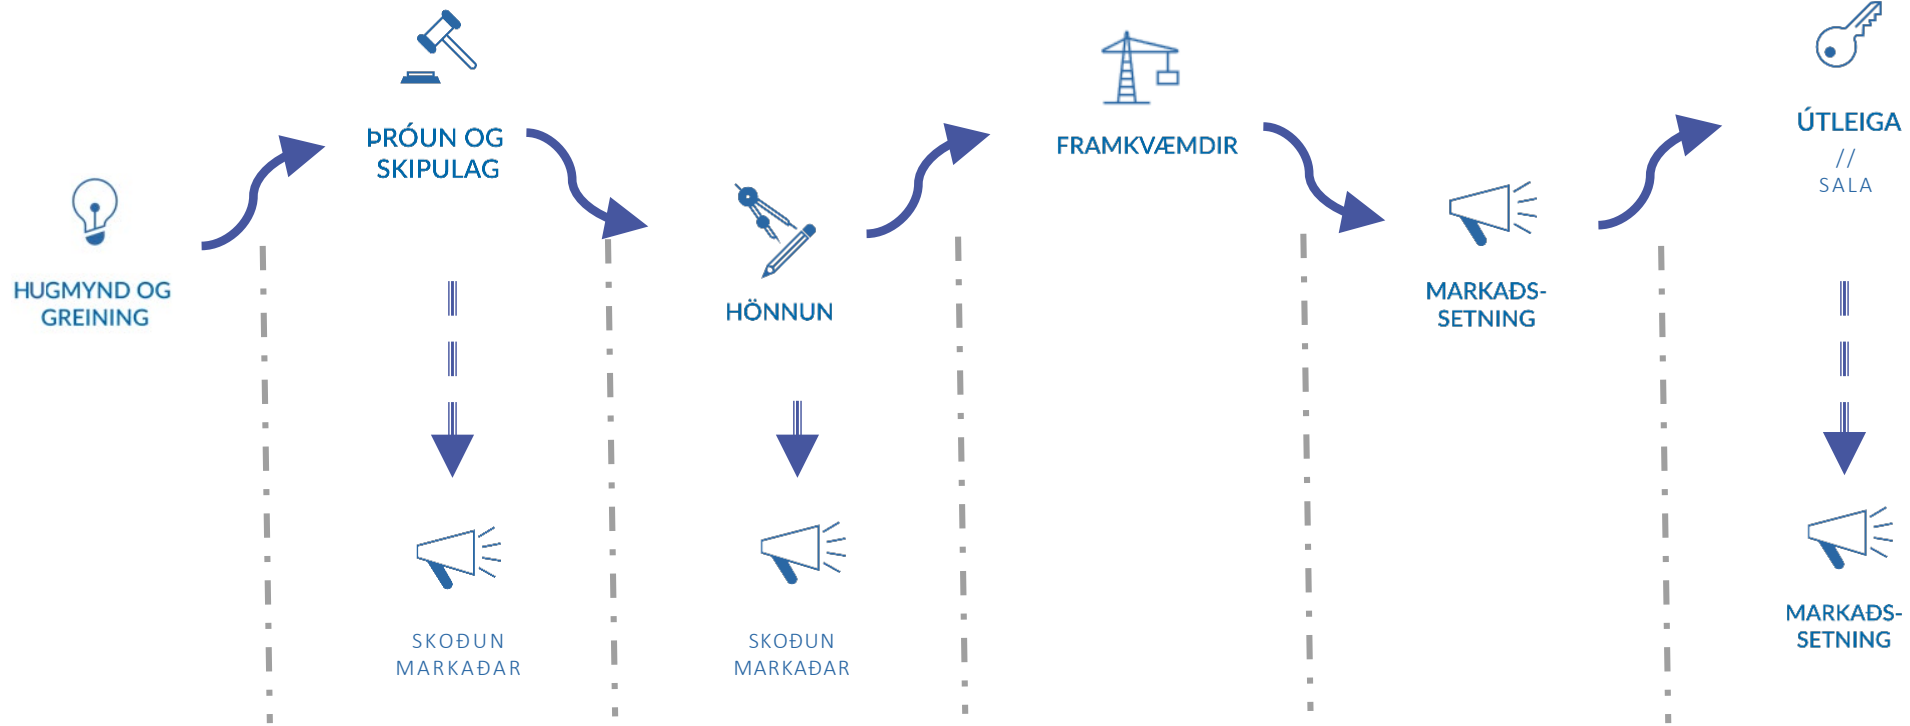 HUGMYND OG
GREINING
ÞRÓUN OG
SKIPULAG
SKOÐUN
MARKAÐAR
HÖNNUN
SKOÐUN
MARKAÐAR
FRAMKVÆMDIR
MARKAÐS-
SETNING
ÚTLEIGA
//
SALA
MARKAÐS-
SETNING